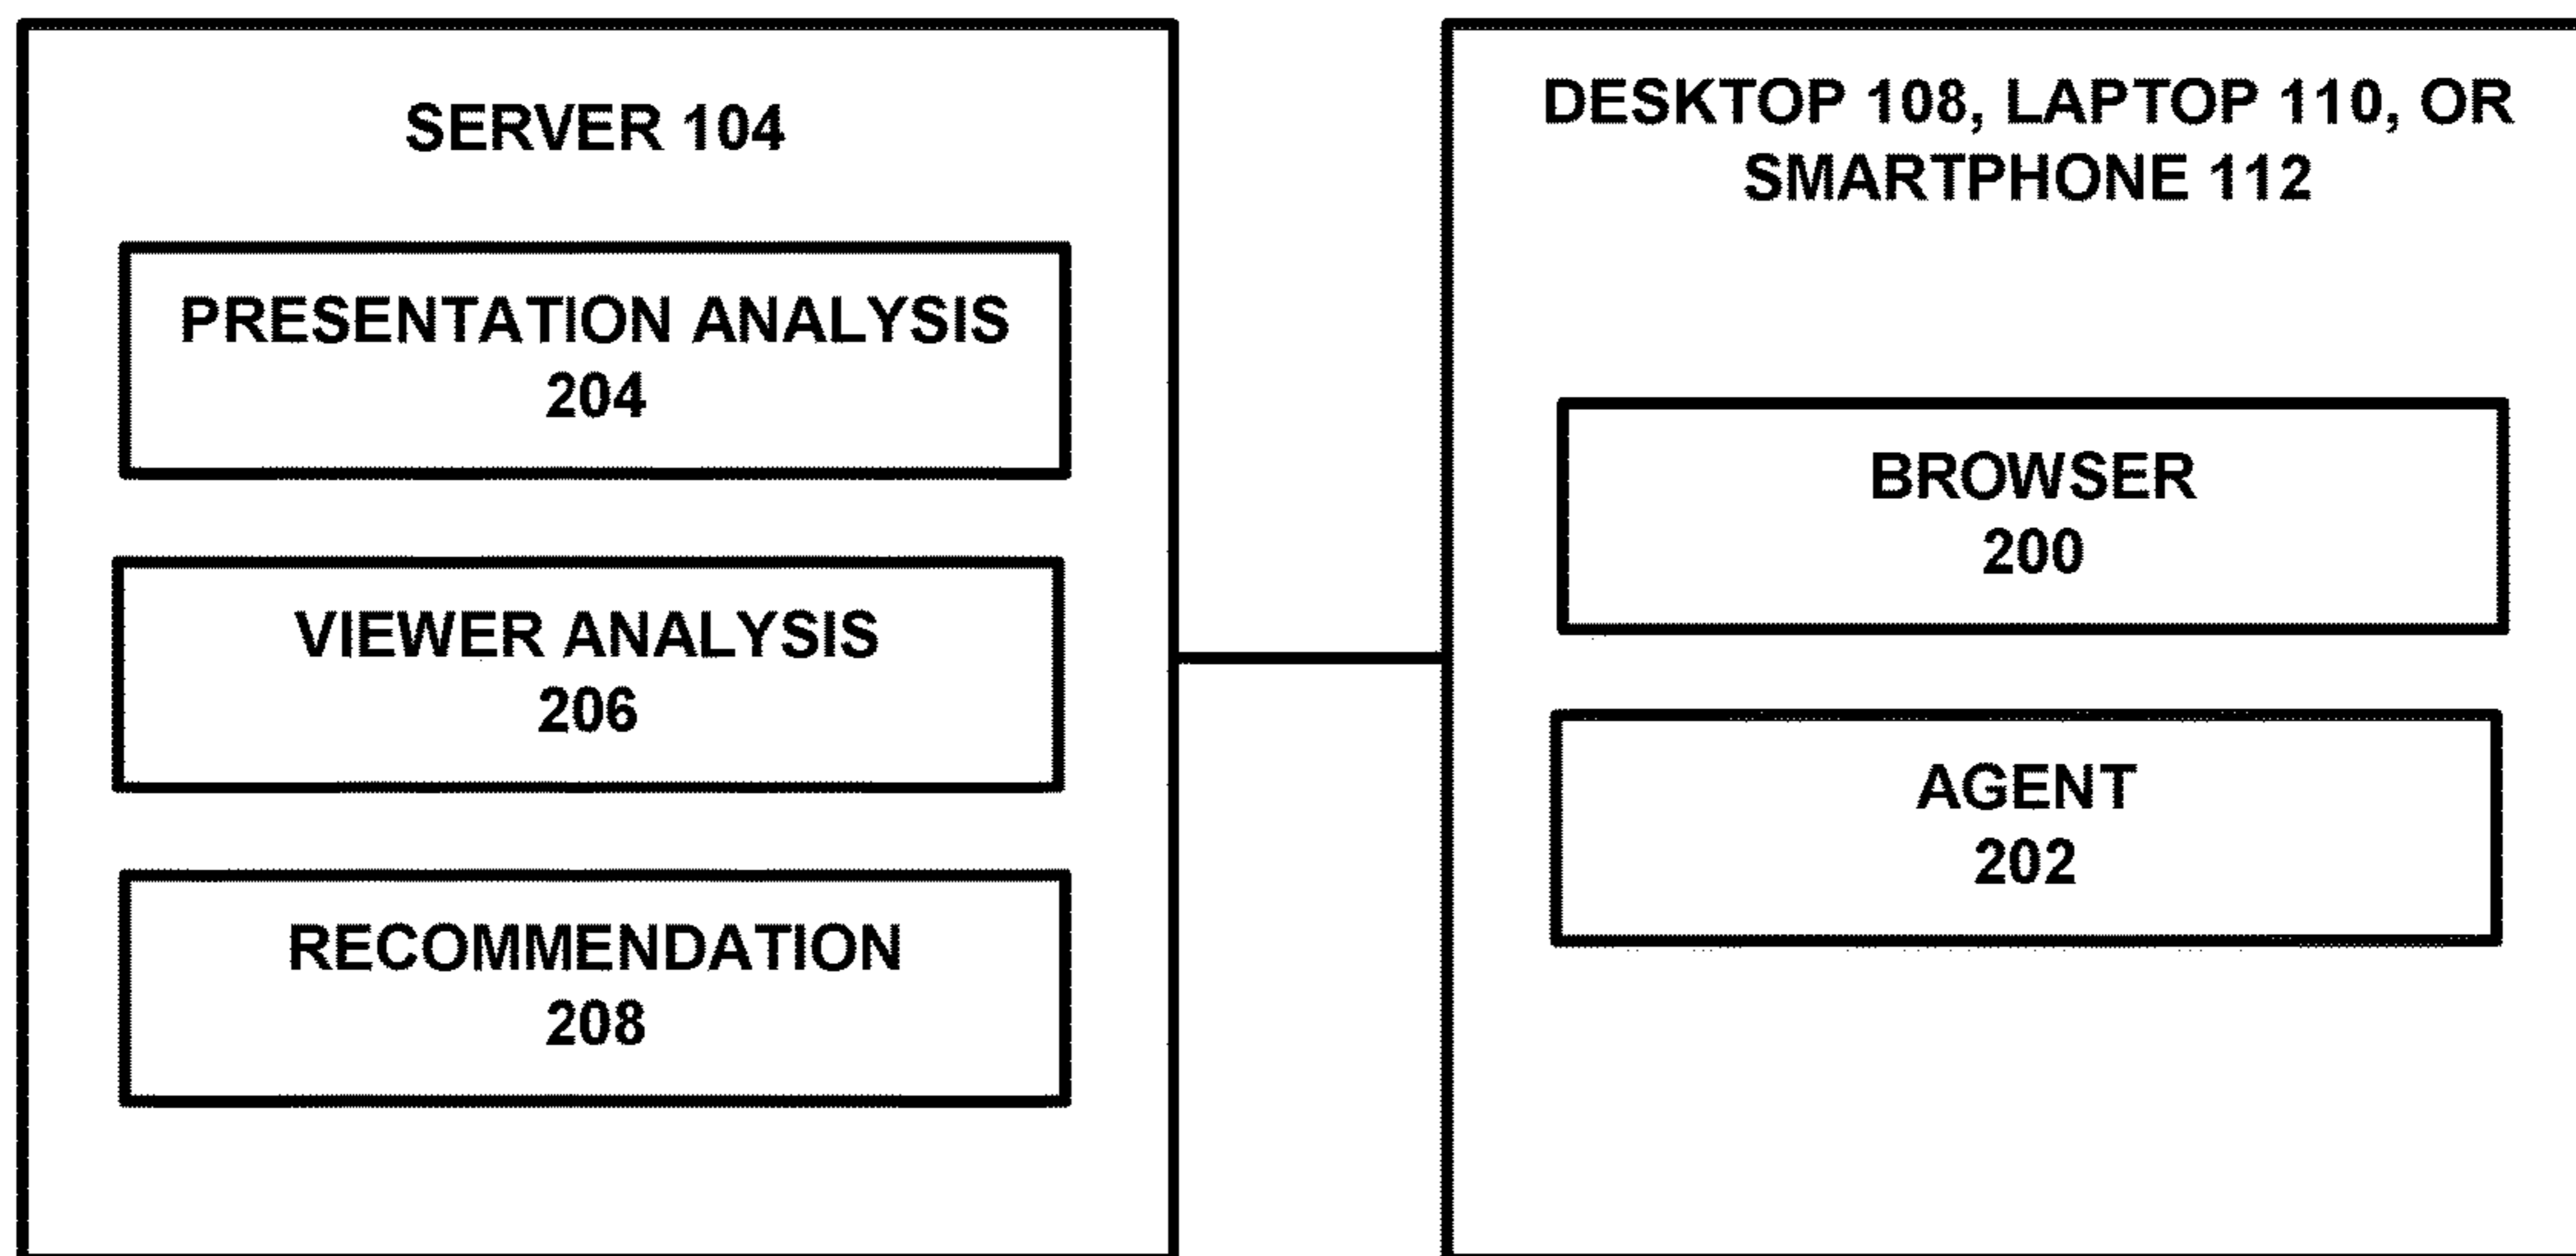 SERVER 104
PRESENTATION ANALYSIS
204
VIEWER ANALYSIS
206
RECOMMENDATION
208
DESKTOP 108, LAPTOP 110, OR
SMARTPHONE 112
BROWSER
200
AGENT
202